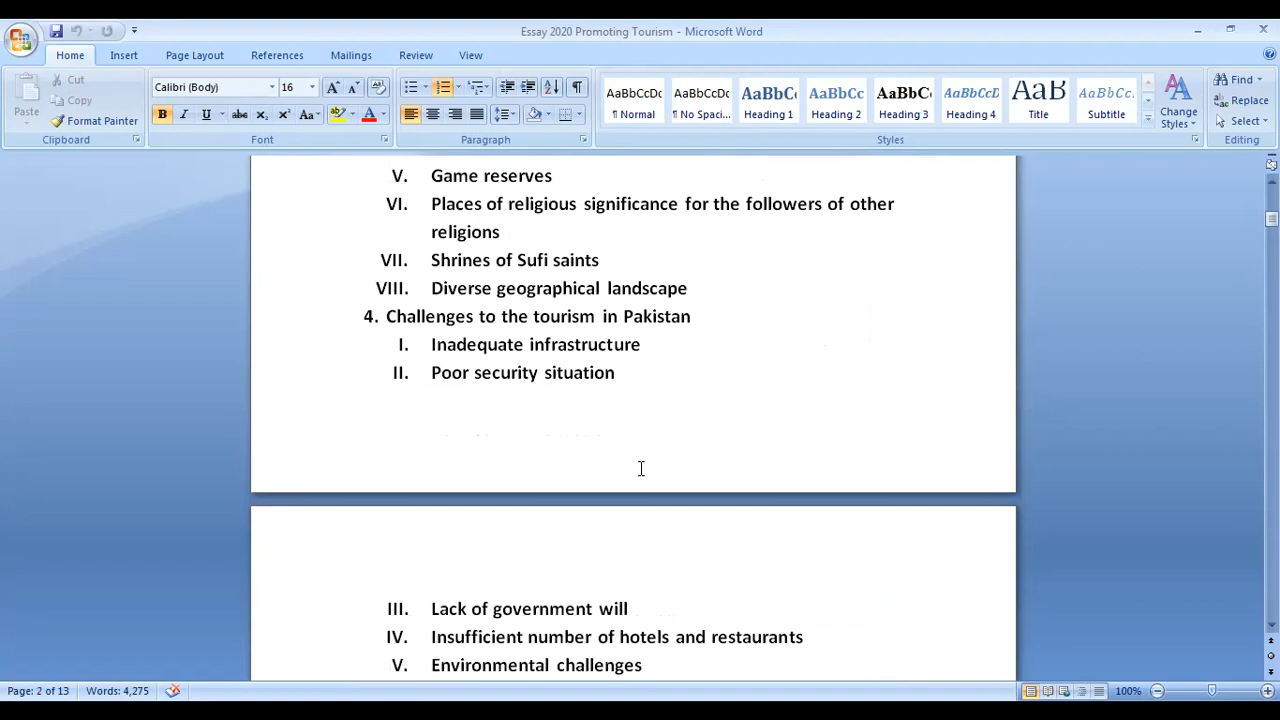 Essay 2020 Promoting Tourism - Microsoft Word
Home Insert Page Layout References Mailings Review View
Paste
Cut
Copy
Format Painter
Clipboard
Calibri (Body) 16
B I U abc X₂ X² Aa A
Font
Paragraph
AaBbCcDc AaBbCcDc AaBbC AaBbCc AaBbC AaBbCcD AaB AaBbCc.
¶ Normal ¶ No Spaci... Heading 1 Heading 2 Heading 3 Heading 4 Title Subtitle
Change Styles
Styles
Find
Replace
Select
Editing
V. Game reserves
VI. Places of religious significance for the followers of other
religions
VII. Shrines of Sufi saints
VIII. Diverse geographical landscape
4. Challenges to the tourism in Pakistan
I. Inadequate infrastructure
II. Poor security situation
III. Lack of government will
IV. Insufficient number of hotels and restaurants
V. Environmental challenges
Page: 2 of 13 Words: 4,275 100%